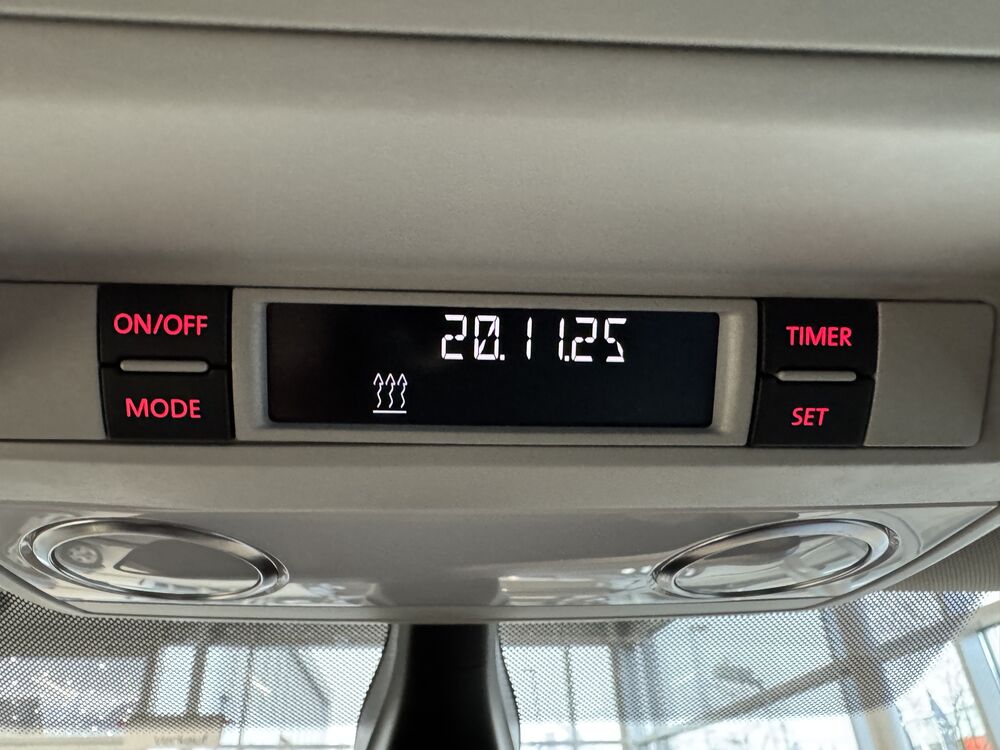 ON/OFF
20.11.25
TIMER
MODE
SET